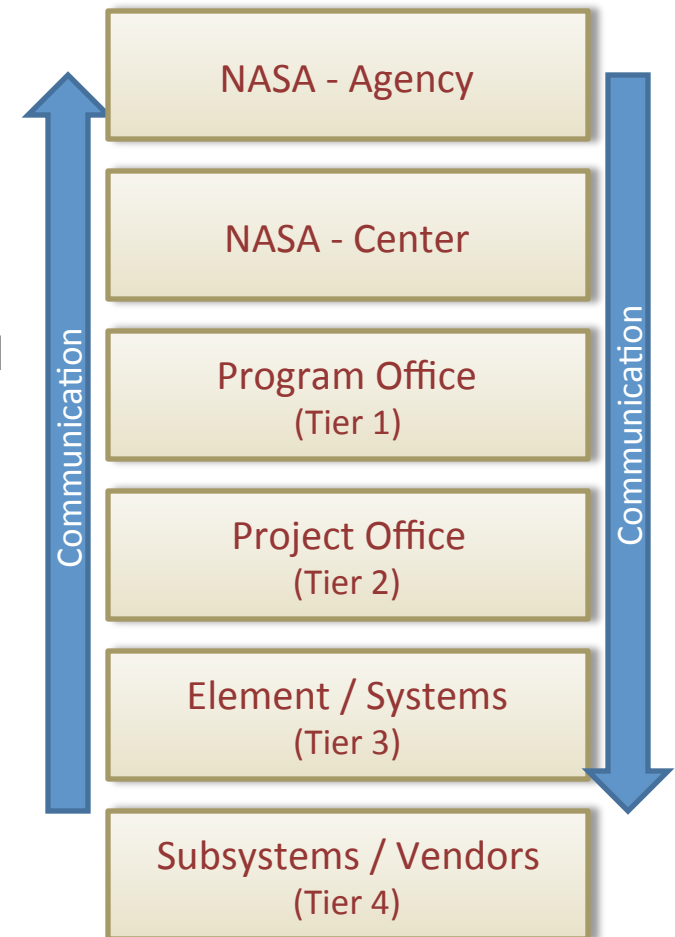 NASA - Agency
NASA - Center
Program Office
(Tier 1)
Project Office
(Tier 2)
Element / Systems
(Tier 3)
Subsystems / Vendors
(Tier 4)
Communication
Communication